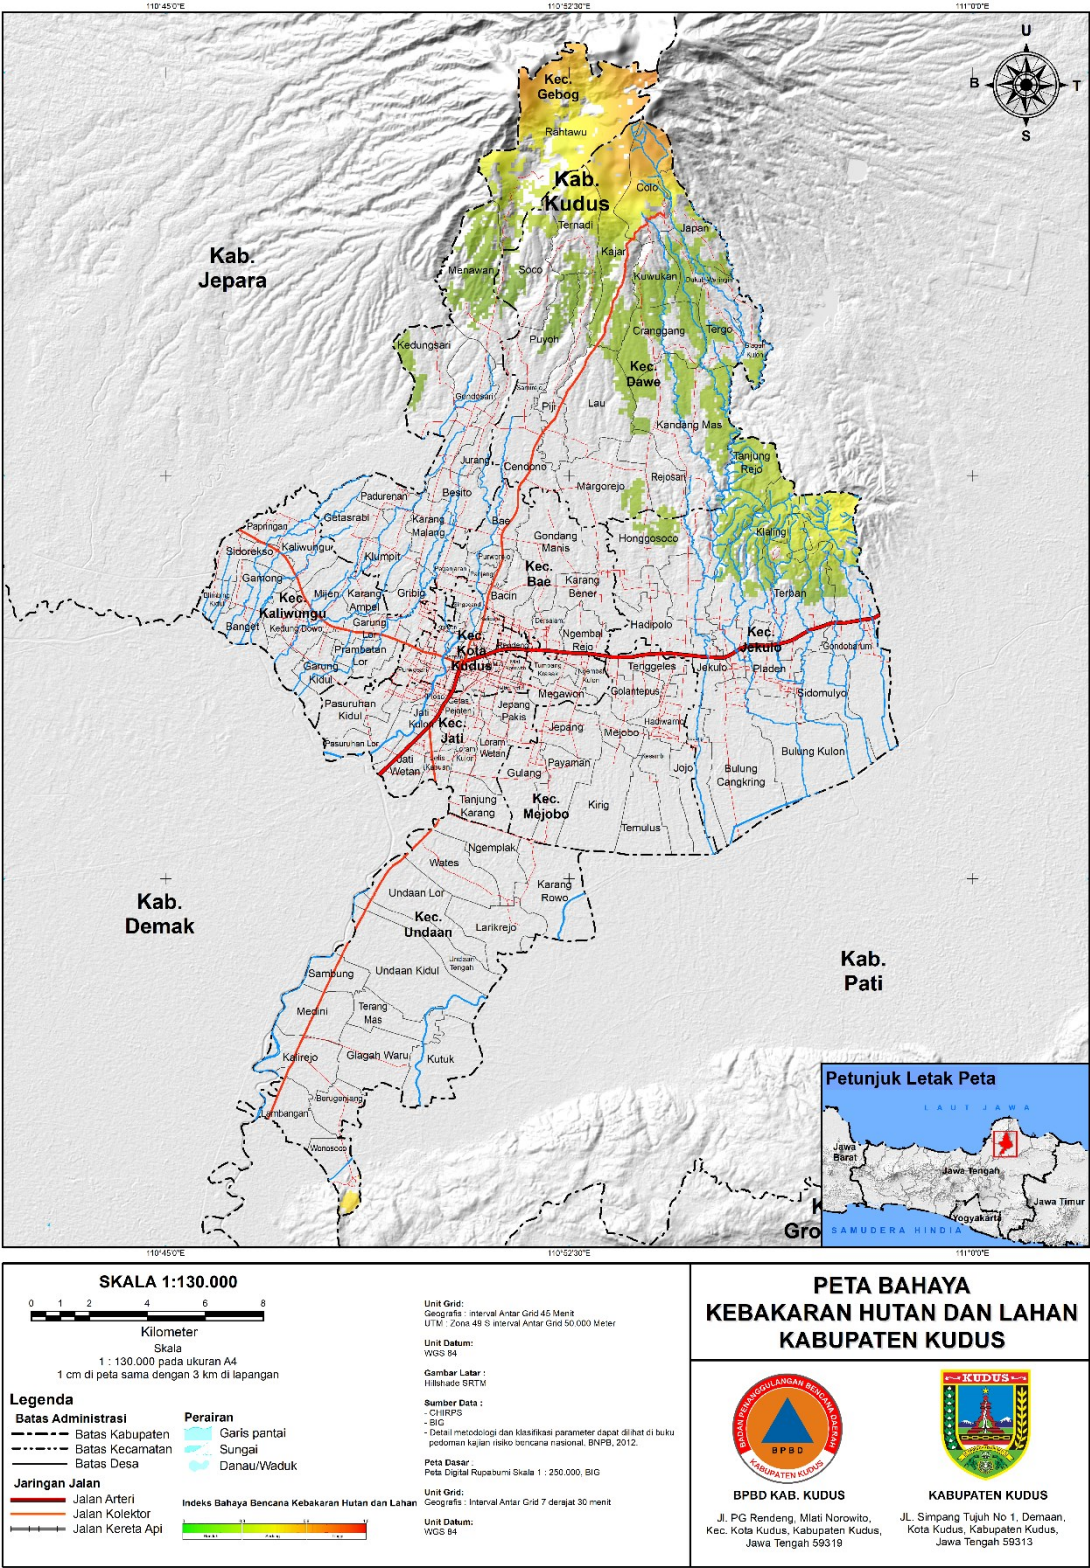 110°45'0"E
110°52'30"E
111°0'0"E
U
B
T
S
Kec.
Gebog
Rahtawu
Kab.
Kudus
Colo
Ternadi
Japan
Kajar
Kab.
Jepara
Menawan
Soco
Kuwukan
Dukuh Waringin
Cranggang
Tergo
Puyoh
Kedungsari
Glagah
Kulon
Kec.
Dawe
Gondosari
Samirejo
Piji
Lau
Kandang Mas
Tanjung
Rejo
Jurang
Cendono
Rejosari
Margorejo
Padurenan
Besito
Getasrabi
Karang
Malang
Bae
Papringan
Kaliwungu
Sidorekso
Klumpit
Gondang
Manis
Honggosoco
Klaling
Gamong
Kec.
Bae
Karang
Bener
Mijen
Karang
Ampel
Gribig
Bacin
Terban
Kec.
Kaliwungu
Banget
Kedung Dowo
Garung
Lor
Hadipolo
Kec.
Jekulo
Gondoharum
Prambatan
Lor
Kec.
Kota
Kudus
Ngembal
Rejo
Garung
Kidul
Tenggeles
Jekulo
Pladen
Megawon
Golantepus
Sidomulyo
Pasuruhan
Kidul
Jati
Kulon
Jepang
Pakis
Hadiwarno
Pasuruhan Lor
Kec.
Jati
Loram
Wetan
Jepang
Mejobo
Bulung Kulon
Jati
Wetan
Gulang
Payaman
Jojo
Bulung
Cangkring
Tanjung
Karang
Kec.
Mejobo
Kirig
Temulus
Ngemplak
Wates
Karang
Rowo
Undaan Lor
Kab.
Demak
Kec.
Undaan
Larikrejo
Undaan
Tengah
Undaan Kidul
Sambung
Kab.
Pati
Medini
Terang
Mas
Kalirejo
Glagah Waru
Kutuk
Berugenjang
Lambangan
Wonosoco
Gro
Petunjuk Letak Peta
LAUT JAWA
Jawa
Barat
Jawa Tengah
Jawa Timur
Yogyakarta
SAMUDERA HINDIA
110°45'0"E
110°52'30"E
111°0'0"E
SKALA 1:130.000
0 1 2 4 6 8
Kilometer
Skala
1 : 130.000 pada ukuran A4
1 cm di peta sama dengan 3 km di lapangan
Legenda
Batas Administrasi
Batas Kabupaten
Batas Kecamatan
Batas Desa
Perairan
Garis pantai
Sungai
Danau/Waduk
Jaringan Jalan
Jalan Arteri
Jalan Kolektor
Jalan Kereta Api
Indeks Bahaya Bencana Kebakaran Hutan dan Lahan
Unit Grid:
Geografis : interval Antar Grid 45 Menit
UTM : Zona 49 S interval Antar Grid 50.000 Meter
Unit Datum:
WGS 84
Gambar Latar :
Hillshade SRTM
Sumber Data :
- CHIRPS
- BIG
- Detail metodologi dan klasifikasi parameter dapat dilihat di buku
pedoman kajian risiko bencana nasional. BNPB, 2012.
Peta Dasar :
Peta Digital Rupabumi Skala 1 : 250.000, BIG
Unit Grid:
Geografis : Interval Antar Grid 7 derajat 30 menit
Unit Datum:
WGS 84
PETA BAHAYA
KEBAKARAN HUTAN DAN LAHAN
KABUPATEN KUDUS
BADAN PENANGGULANGAN BENCANA DAERAH
BPBD
KABUPATEN KUDUS
BPBD KAB. KUDUS
Jl. PG Rendeng, Mlati Norowito,
Kec. Kota Kudus, Kabupaten Kudus,
Jawa Tengah 59319
KUDUS
KABUPATEN KUDUS
JL. Simpang Tujuh No 1, Demaan,
Kota Kudus, Kabupaten Kudus,
Jawa Tengah 59313